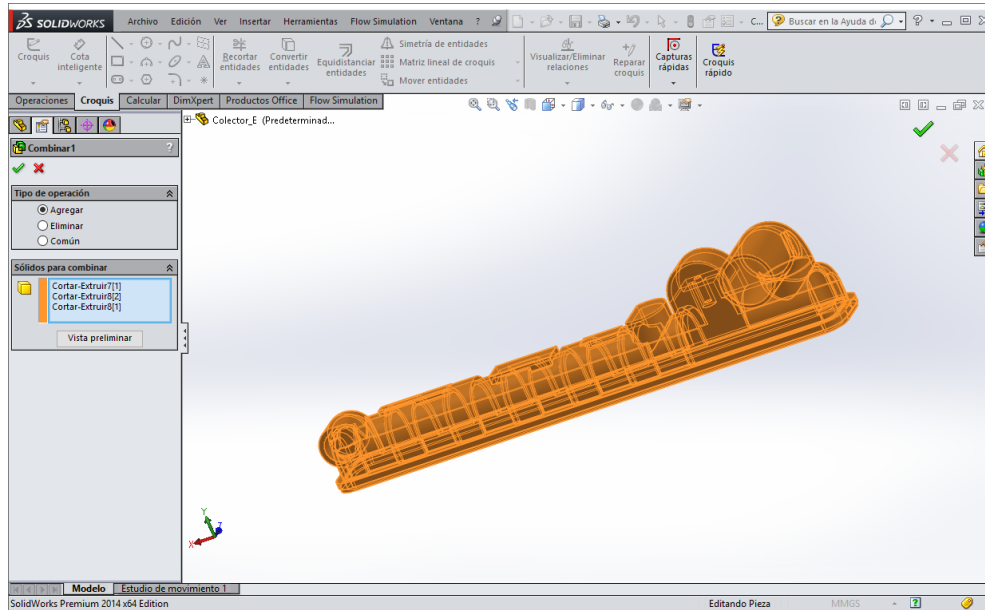 SOLIDWORKS Archivo Edición Ver Insertar Herramientas Flow Simulation Ventana ? C... Buscar en la Ayuda d
Croquis Cota inteligente
Recortar entidades Convertir entidades Equidistanciar entidades
Simetría de entidades
Matriz lineal de croquis
Mover entidades
Visualizar/Eliminar relaciones Reparar croquis Capturas rápidas Croquis rápido
Operaciones Croquis Calcular DimXpert Productos Office Flow Simulation
Colector_E (Predeterminad...
Combinar1 ?
Tipo de operación
Agregar
Eliminar
Común
Sólidos para combinar
Cortar-Extruir7[1]
Cortar-Extruir8[2]
Cortar-Extruir8[1]
Vista preliminar
Y
Z
X
Modelo Estudio de movimiento 1
SolidWorks Premium 2014 x64 Edition Editando Pieza MMGS - ?